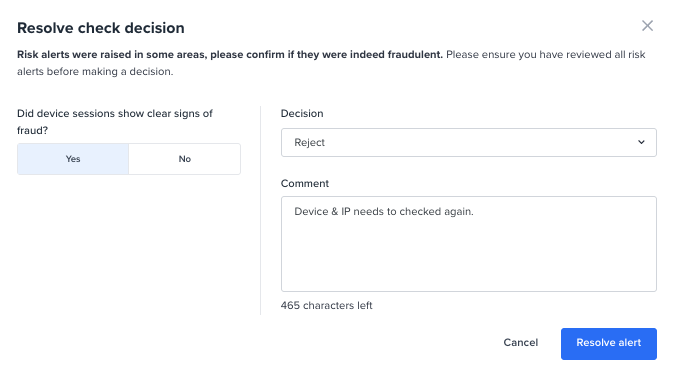 Resolve check decision
Risk alerts were raised in some areas, please confirm if they were indeed fraudulent. Please ensure you have reviewed all risk
alerts before making a decision.
Did device sessions show clear signs of
fraud?
Yes
No
Decision
Reject
Comment
Device & IP needs to checked again.
465 characters left
Cancel
Resolve alert